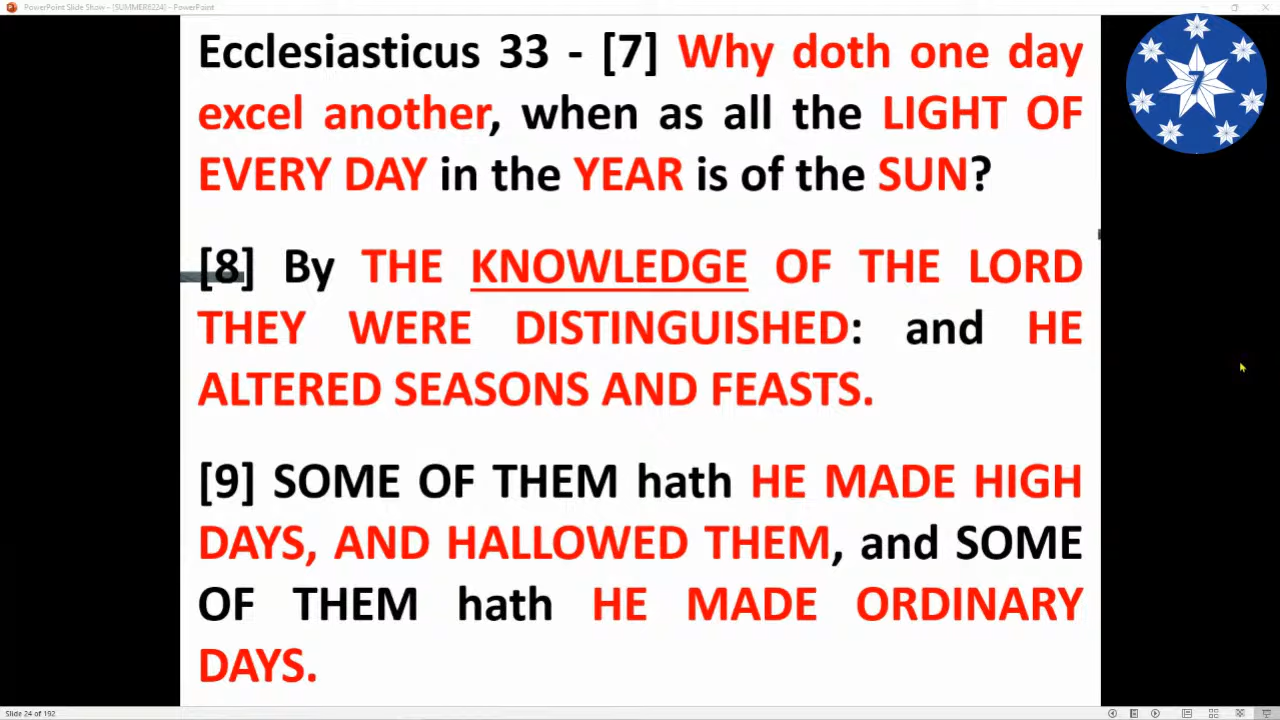 PowerPoint Slide Show - [SUMMER6224) - PowerPoint
Ecclesiasticus 33 - [7] Why doth one day
excel another, when as all the LIGHT OF
EVERY DAY in the YEAR is of the SUN?
[8] By THE KNOWLEDGE OF THE LORD
THEY WERE DISTINGUISHED: and HE
ALTERED SEASONS AND FEASTS.
[9] SOME OF THEM hath HE MADE HIGH
DAYS, AND HALLOWED THEM, and SOME
OF THEM hath HE MADE ORDINARY
DAYS.
7
Slide 24 of 192